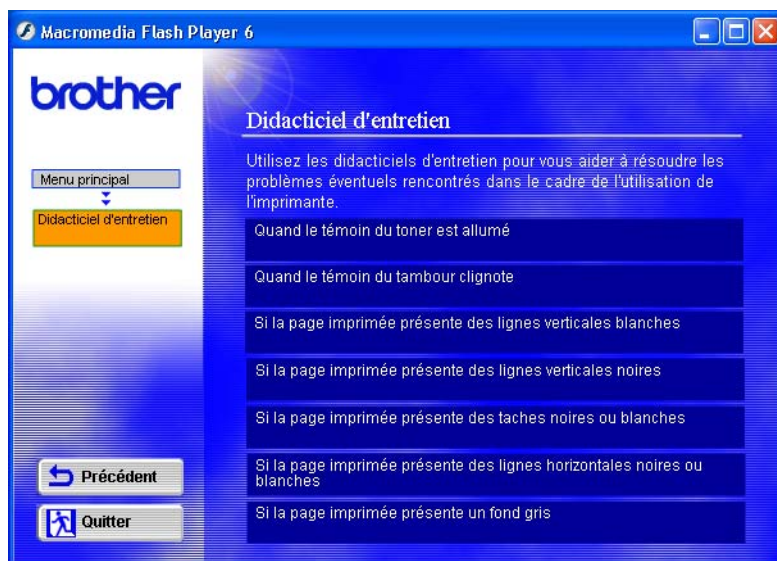 Macromedia Flash Player 6
brother
Menu principal
Didacticiel d'entretien
Didacticiel d'entretien
Utilisez les didacticiels d'entretien pour vous aider à résoudre les
problèmes éventuels rencontrés dans le cadre de l'utilisation de
l'imprimante.
Quand le témoin du toner est allumé
Quand le témoin du tambour clignote
Si la page imprimée présente des lignes verticales blanches
Si la page imprimée présente des lignes verticales noires
Si la page imprimée présente des taches noires ou blanches
Si la page imprimée présente des lignes horizontales noires ou
blanches
Si la page imprimée présente un fond gris
Précédent
Quitter